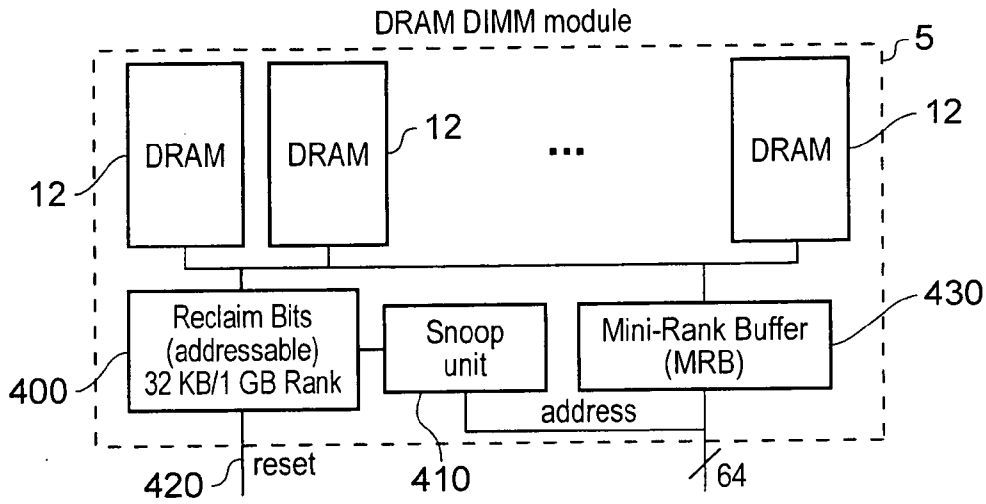 DRAM DIMM module
5
DRAM
DRAM
...
DRAM
12
12
12
Reclaim Bits
(addressable)
32 KB/1 GB Rank
Snoop
unit
Mini-Rank Buffer
(MRB)
430
400
address
420
reset
410
64